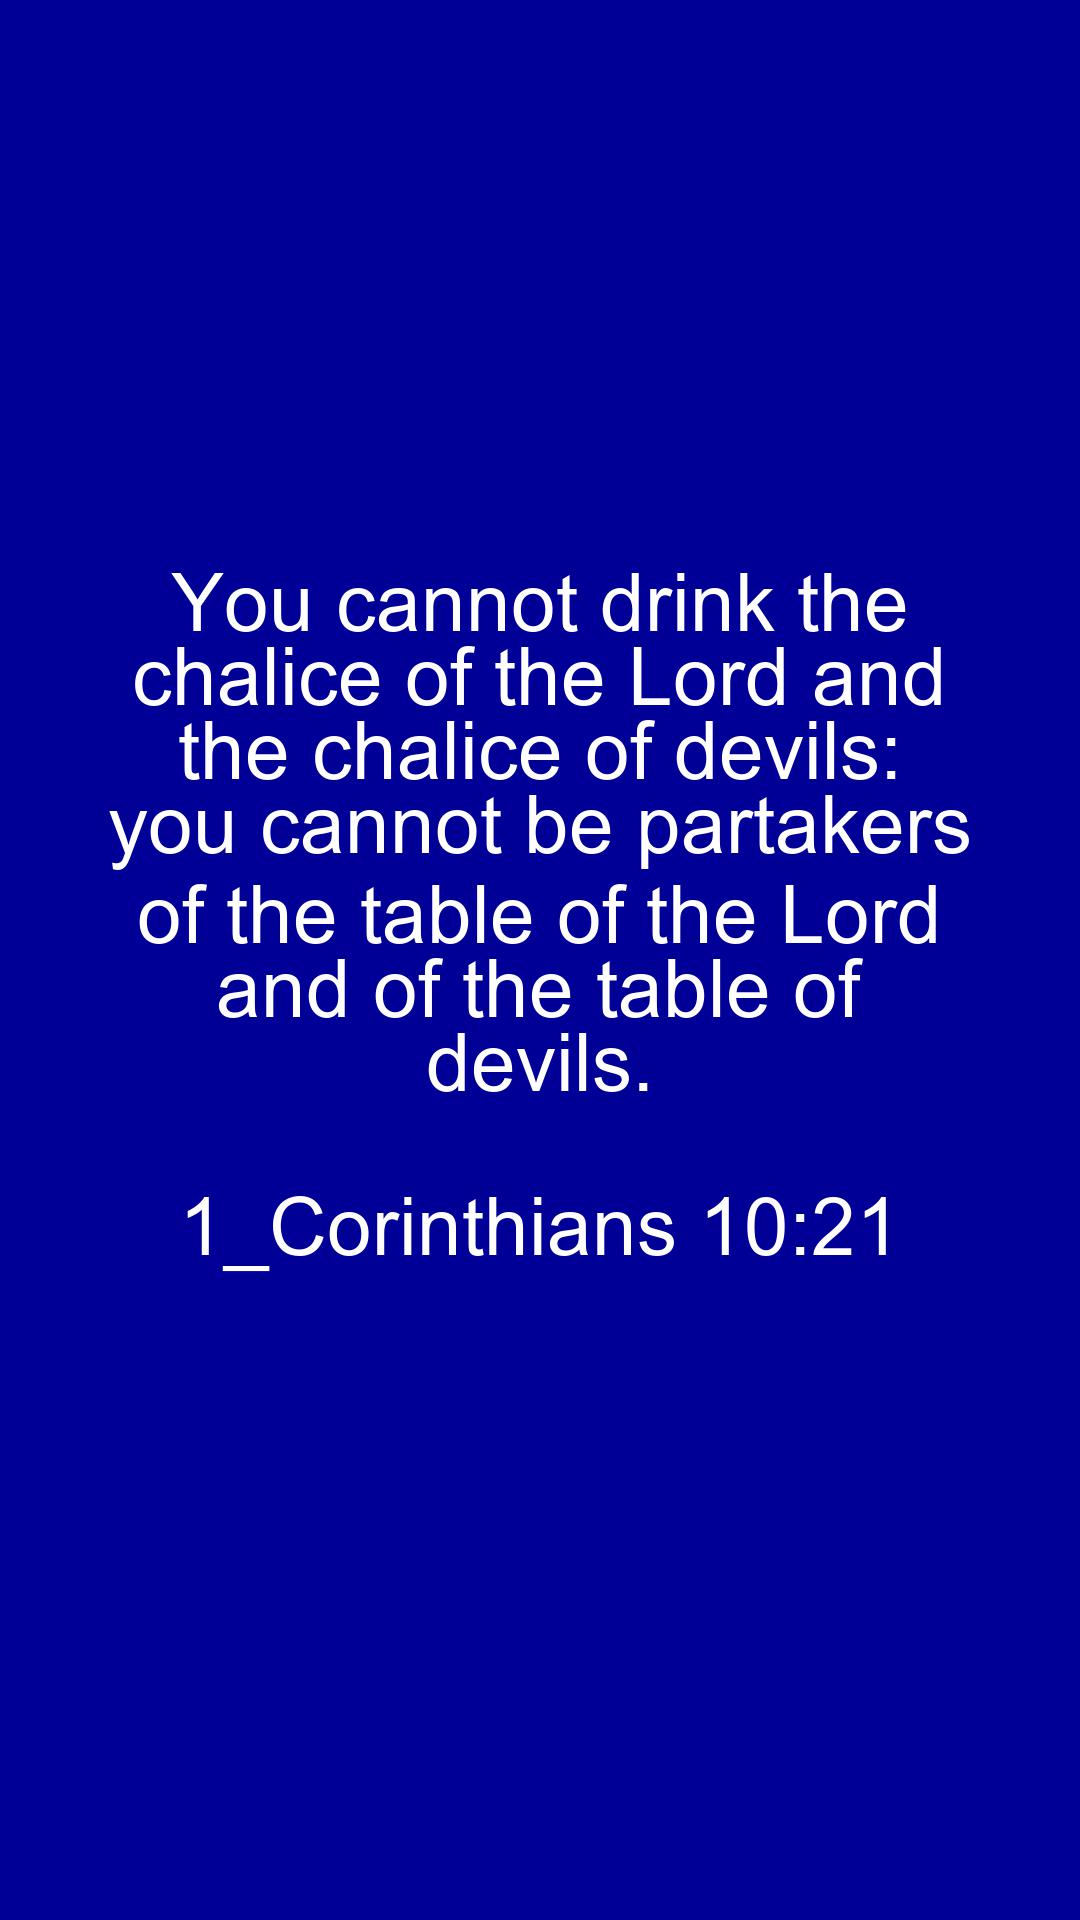 You cannot drink the
chalice of the Lord and
the chalice of devils:
you cannot be partakers
of the table of the Lord
and of the table of
devils.
1_Corinthians 10:21